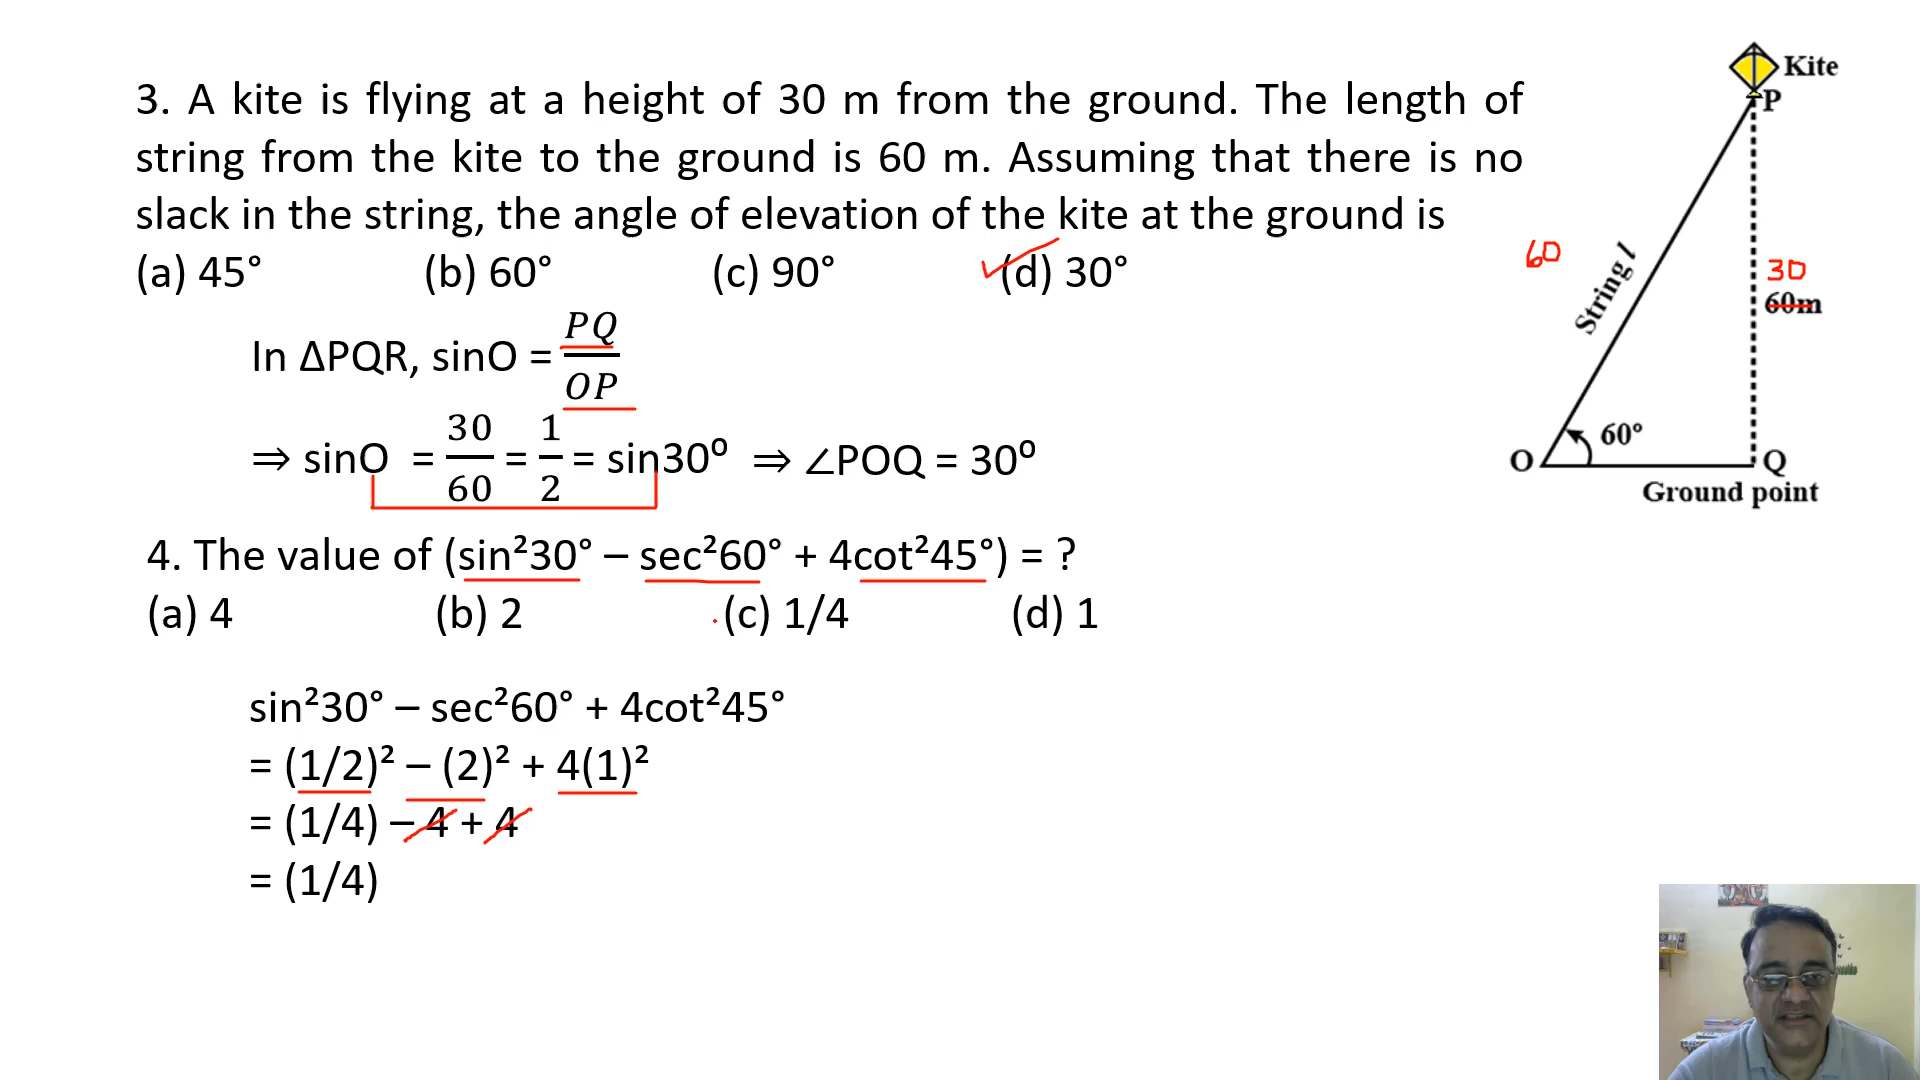 3. A kite is flying at a height of 30 m from the ground. The length of
string from the kite to the ground is 60 m. Assuming that there is no
slack in the string, the angle of elevation of the kite at the ground is
(a) 45° (b) 60° (c) 90° (d) 30°
In ΔPQR, sinO = PQ/OP
⇒ sinO = 30/60 = 1/2 = sin30⁰ ⇒ ∠POQ = 30⁰
4. The value of (sin²30° – sec²60° + 4cot²45°) = ?
(a) 4 (b) 2 (c) 1/4 (d) 1
sin²30° – sec²60° + 4cot²45°
= (1/2)² – (2)² + 4(1)²
= (1/4) – 4 + 4
= (1/4)
Kite
P
60
String l
30
60m
60º
O
Q
Ground point